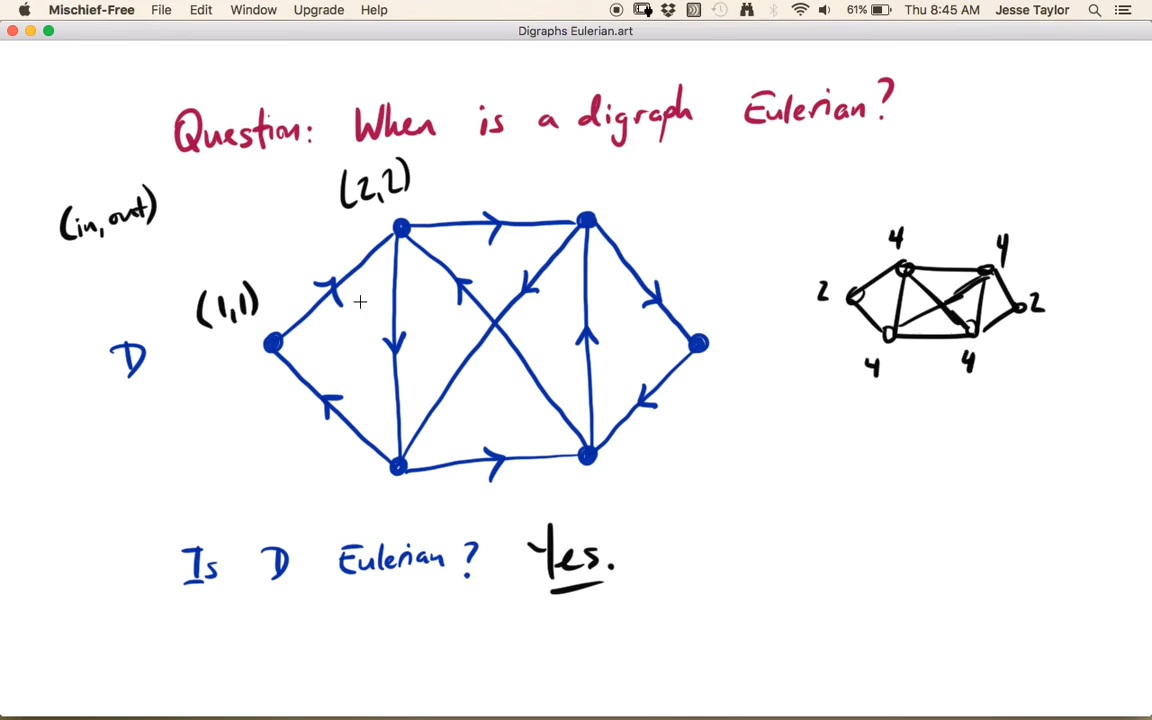 Mischief-Free File Edit Window Upgrade Help 61% Thu 8:45 AM Jesse Taylor
Digraphs Eulerian.art
Question: When is a digraph Eulerian?
(in, out)
(2,2)
(1,1)
D
4 4
2 2
4 4
Is D Eulerian? Yes.